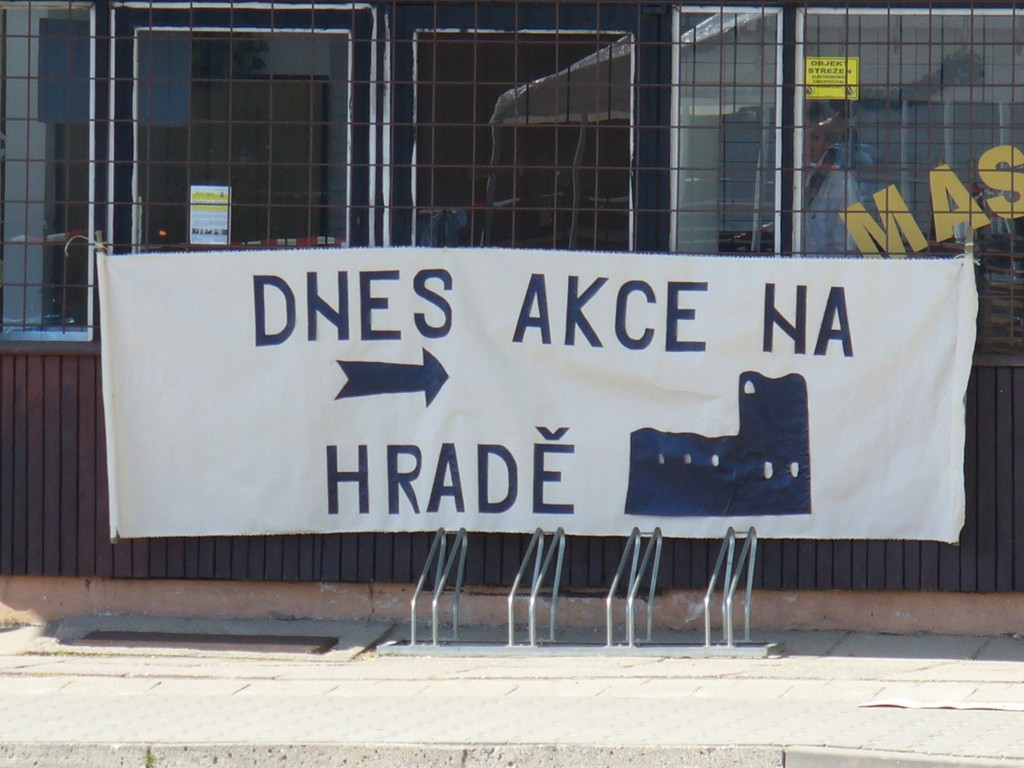 OBJEKT
STŘEŽEN
MAS
DNES AKCE NA
HRADĚ